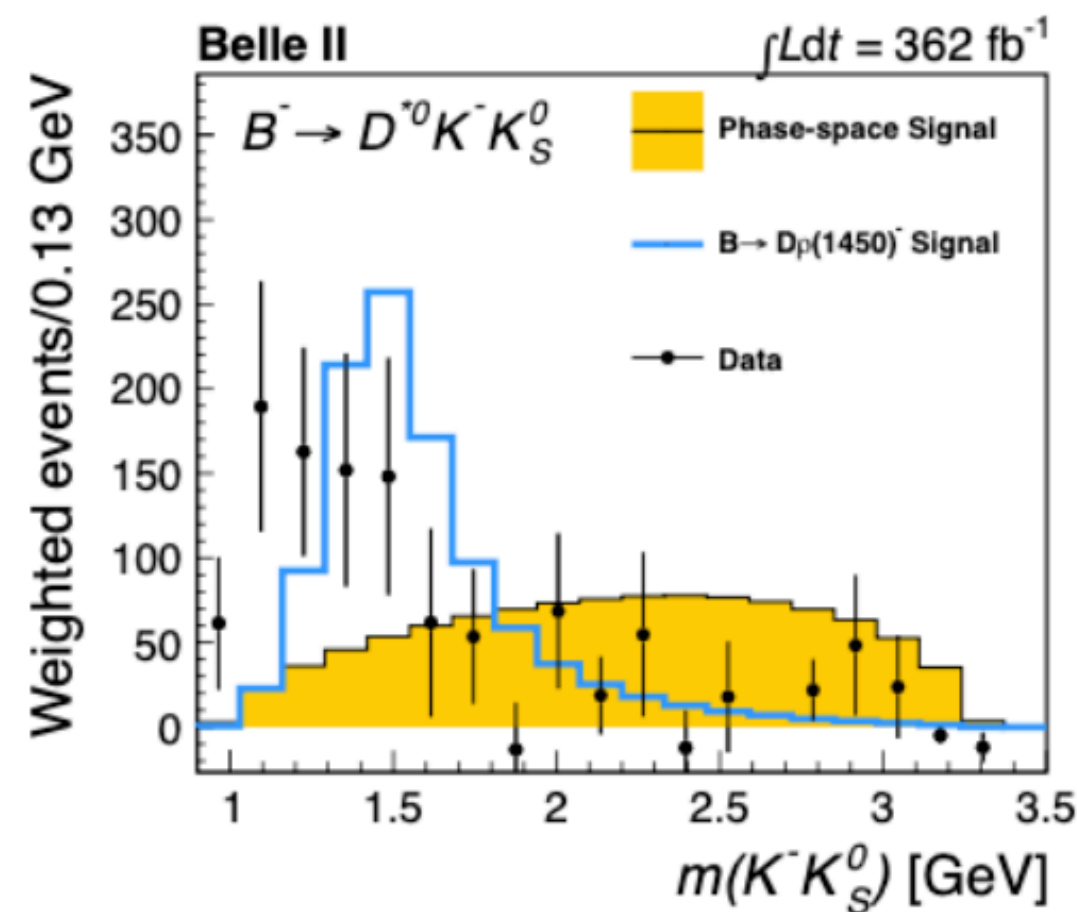 Belle II
∫Ldt = 362 fb⁻¹
B⁻ → D*⁰K⁻K⁰S
Phase-space Signal
B→ Dρ(1450)⁻ Signal
Data
Weighted events/0.13 GeV
350
300
250
200
150
100
50
0
1 1.5 2 2.5 3 3.5
m(K⁻K⁰S) [GeV]